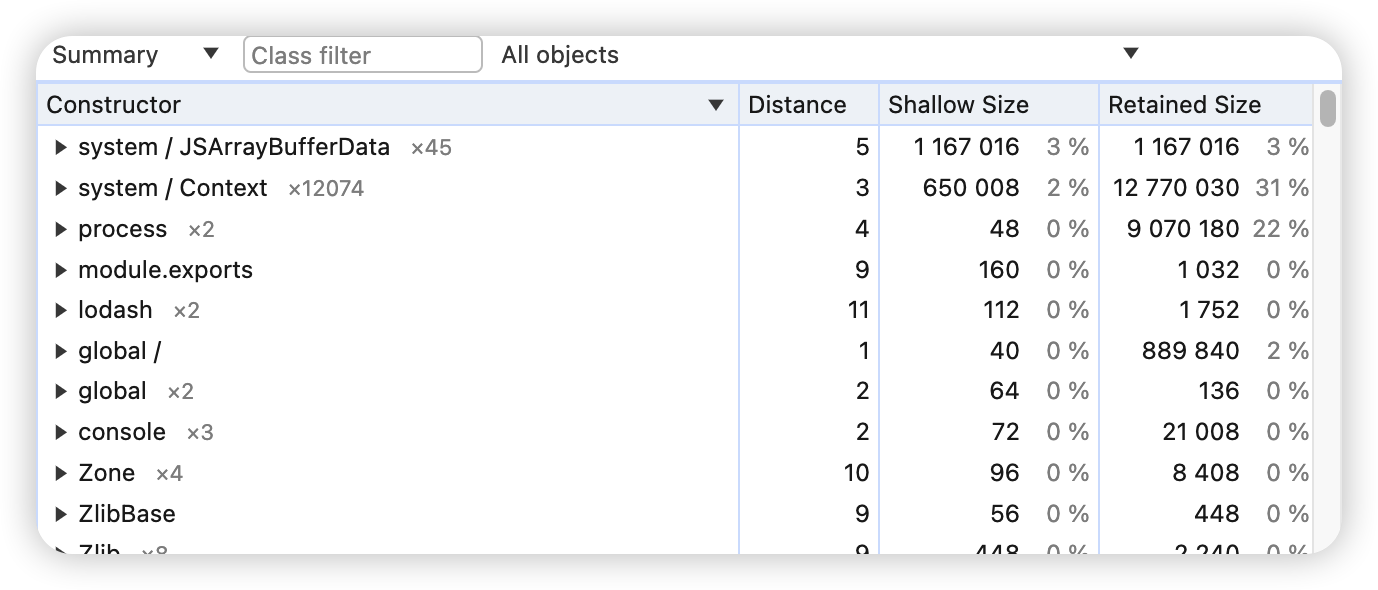 Summary ▼ Class filter All objects ▼
Constructor ▼ Distance Shallow Size Retained Size
▶ system / JSArrayBufferData ×45 5 1 167 016 3 % 1 167 016 3 %
▶ system / Context ×12074 3 650 008 2 % 12 770 030 31 %
▶ process ×2 4 48 0 % 9 070 180 22 %
▶ module.exports 9 160 0 % 1 032 0 %
▶ lodash ×2 11 112 0 % 1 752 0 %
▶ global / 1 40 0 % 889 840 2 %
▶ global ×2 2 64 0 % 136 0 %
▶ console ×3 2 72 0 % 21 008 0 %
▶ Zone ×4 10 96 0 % 8 408 0 %
▶ ZlibBase 9 56 0 % 448 0 %
▶ Zlib ×8 9 448 0 % 2 240 0 %